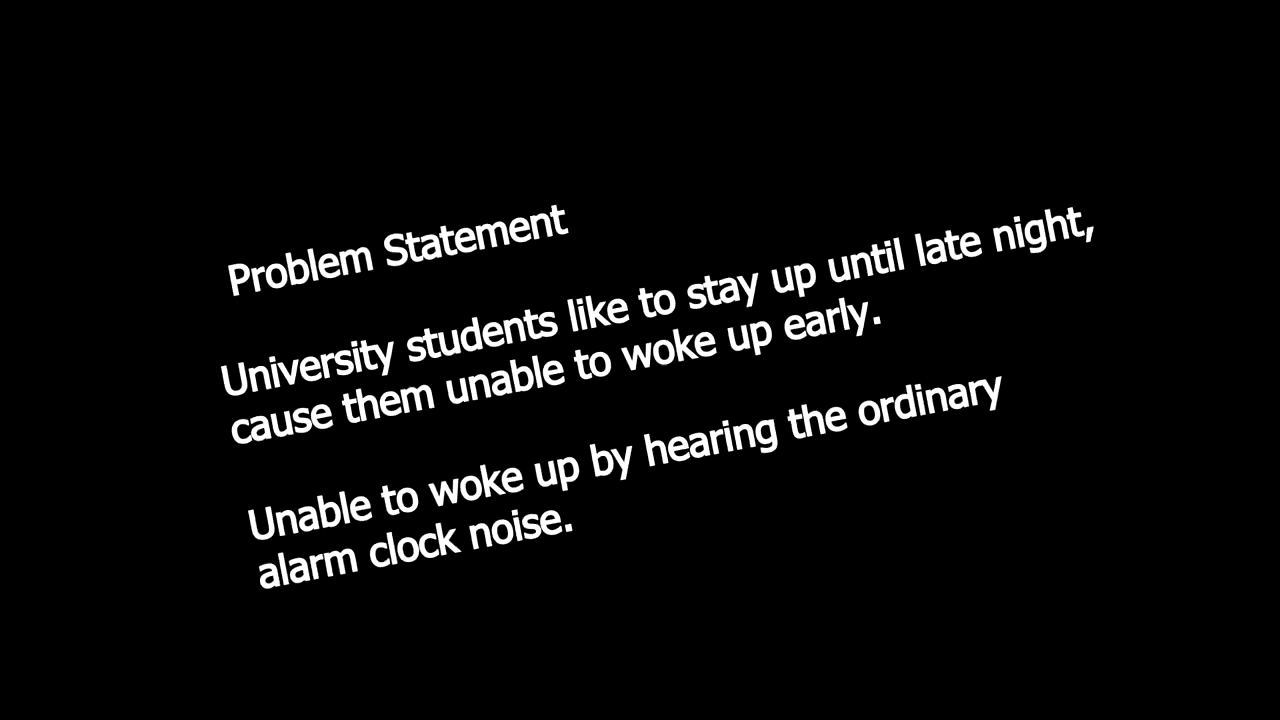 Problem Statement
University students like to stay up until late night,
cause them unable to woke up early.
Unable to woke up by hearing the ordinary
alarm clock noise.